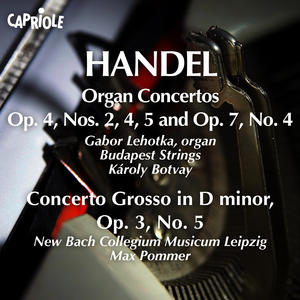 CAPRIOLE
HANDEL
Organ Concertos
Op. 4, Nos. 2, 4, 5 and Op. 7, No. 4
Gabor Lehotka, organ
Budapest Strings
Károly Botvay
Concerto Grosso in D minor,
Op. 3, No. 5
New Bach Collegium Musicum Leipzig
Max Pommer